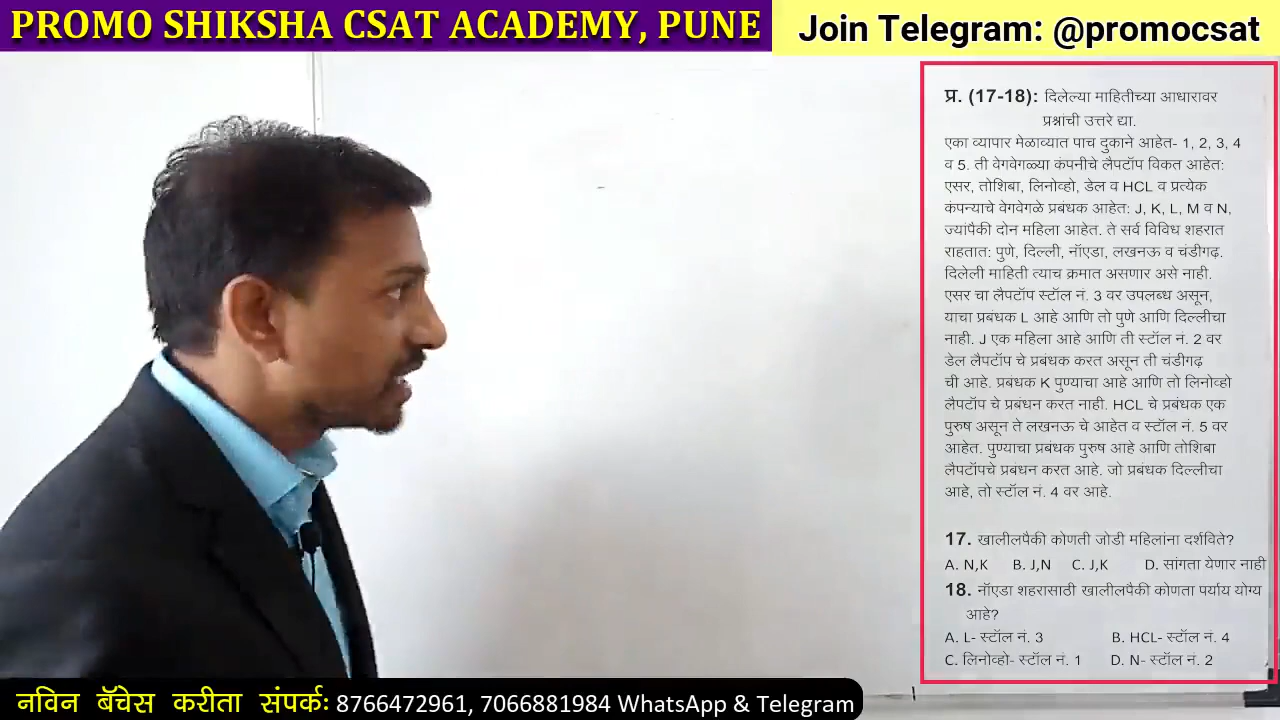 PROMO SHIKSHA CSAT ACADEMY, PUNE
Join Telegram: @promocsat
प्र. (17-18): दिलेल्या माहितीच्या आधारावर
प्रश्नांची उत्तरे द्या.
एका व्यापार मेळाव्यात पाच दुकाने आहेत- 1, 2, 3, 4
व 5. ती वेगवेगळ्या कंपनीचे लॅपटॉप विकत आहेत:
एसर, तोशिबा, लिनोव्हो, डेल व HCL व प्रत्येक
कंपन्याचे वेगवेगळे प्रबंधक आहेत: J, K, L, M व N,
ज्यांपैकी दोन महिला आहेत. ते सर्व विविध शहरात
राहतात: पुणे, दिल्ली, नॉएडा, लखनऊ व चंडीगढ़.
दिलेली माहिती त्याच क्रमात असणार असे नाही.
एसर चा लॅपटॉप स्टॉल नं. 3 वर उपलब्ध असून,
याचा प्रबंधक L आहे आणि तो पुणे आणि दिल्लीचा
नाही. J एक महिला आहे आणि ती स्टॉल नं. 2 वर
डेल लॅपटॉप चे प्रबंधक करत असून ती चंडीगढ़
ची आहे. प्रबंधक K पुण्याचा आहे आणि तो लिनोव्हो
लॅपटॉप चे प्रबंधन करत नाही. HCL चे प्रबंधक एक
पुरुष असून ते लखनऊ चे आहेत व स्टॉल नं. 5 वर
आहेत. पुण्याचा प्रबंधक पुरुष आहे आणि तोशिबा
लॅपटॉपचे प्रबधन करत आहे. जो प्रबंधक दिल्लीचा
आहे, तो स्टॉल नं. 4 वर आहे.
17. खालीलपैकी कोणती जोडी महिलांना दर्शविते?
A. N,K B. J,N C. J,K D. सांगता येणार नाही
18. नॉएडा शहरासाठी खालीलपैकी कोणता पर्याय योग्य
आहे?
A. L- स्टॉल नं. 3 B. HCL- स्टॉल नं. 4
C. लिनोव्हो- स्टॉल नं. 1 D. N- स्टॉल नं. 2
नविन बॅचेस करीता संपर्कः 8766472961, 7066881984 WhatsApp & Telegram